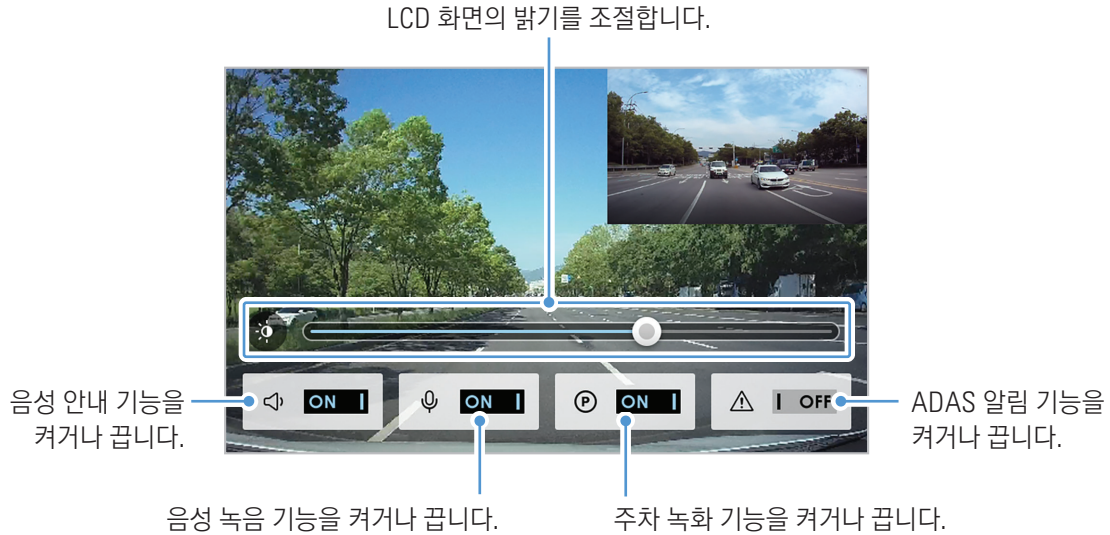 LCD 화면의 밝기를 조절합니다.
음성 안내 기능을
켜거나 끕니다.
ON
ON
P
ON
OFF
ADAS 알림 기능을
켜거나 끕니다.
음성 녹음 기능을 켜거나 끕니다.
주차 녹화 기능을 켜거나 끕니다.